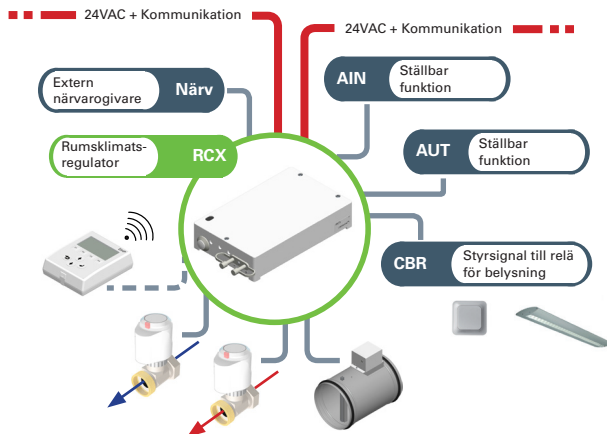 24VAC + Kommunikation
24VAC + Kommunikation
Extern
närvarogivare
Närv
AIN
Ställbar
funktion
Rumsklimats-
regulator
RCX
AUT
Ställbar
funktion
CBR
Styrsignal till relä
för belysning